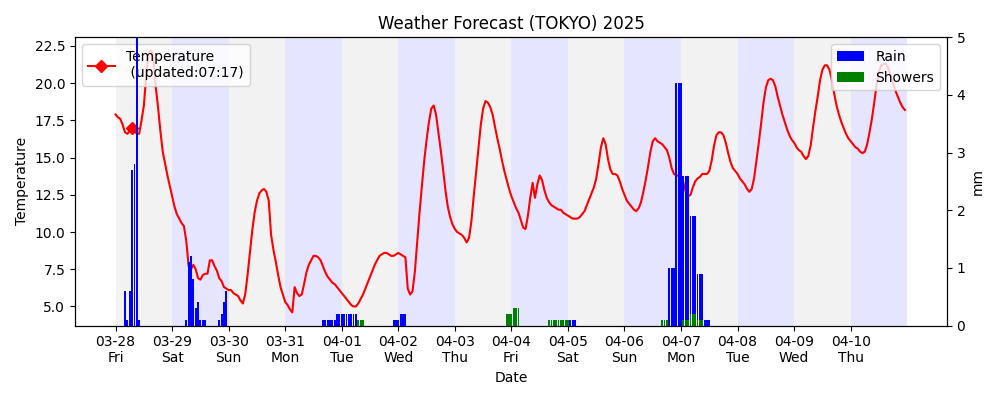 Weather Forecast (TOKYO) 2025
Temperature
(updated:07:17)
Rain
Showers
22.5
20.0
17.5
15.0
12.5
10.0
7.5
5.0
Temperature
5
4
3
2
1
0
mm
03-28 03-29 03-30 03-31 04-01 04-02 04-03 04-04 04-05 04-06 04-07 04-08 04-09 04-10
Fri Sat Sun Mon Tue Wed Thu Fri Sat Sun Mon Tue Wed Thu
Date